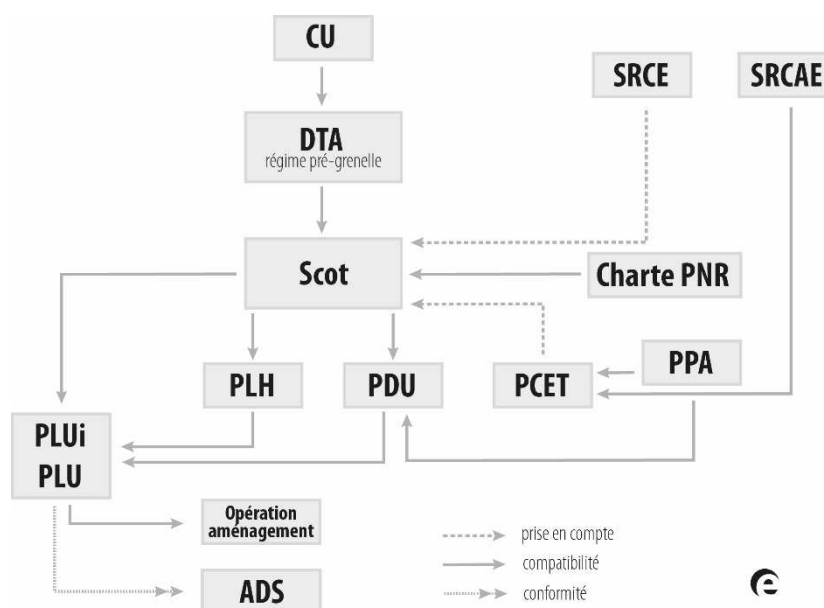 CU
SRCE
SRCAE
DTA
régime pré-grenelle
Scot
Charte PNR
PLH
PDU
PCET
PPA
PLUi
PLU
Opération
aménagement
ADS
prise en compte
compatibilité
conformité
e